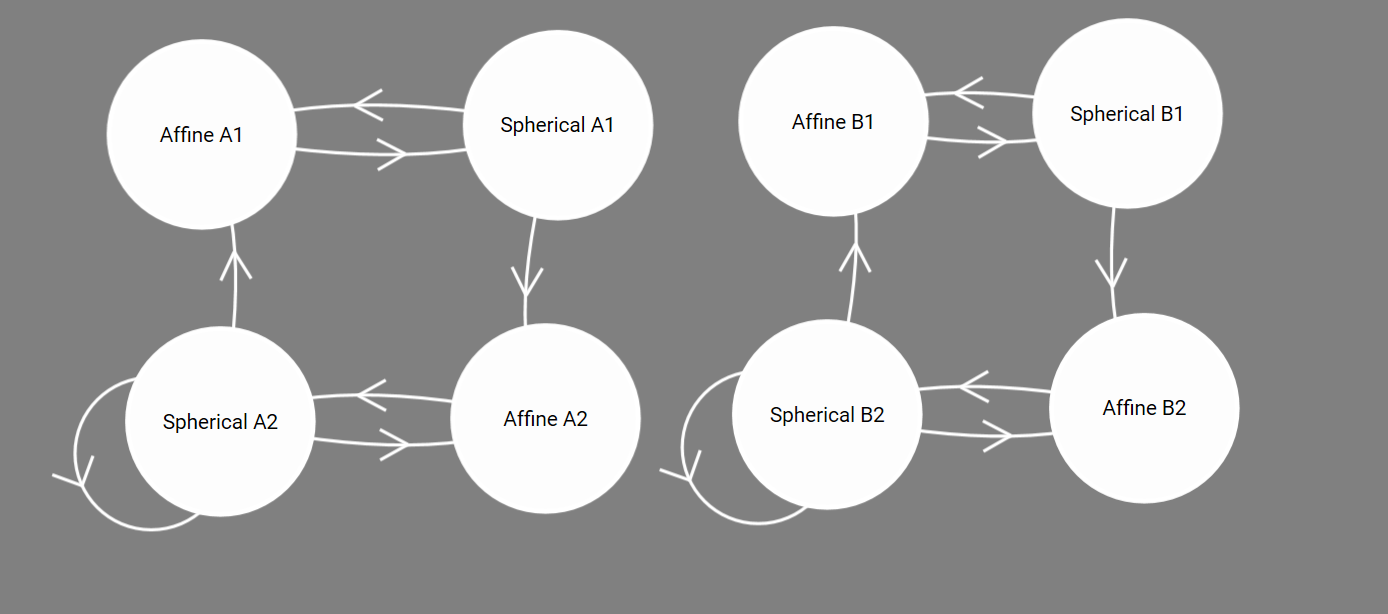 Affine A1
Spherical A1
Affine B1
Spherical B1
Spherical A2
Affine A2
Spherical B2
Affine B2